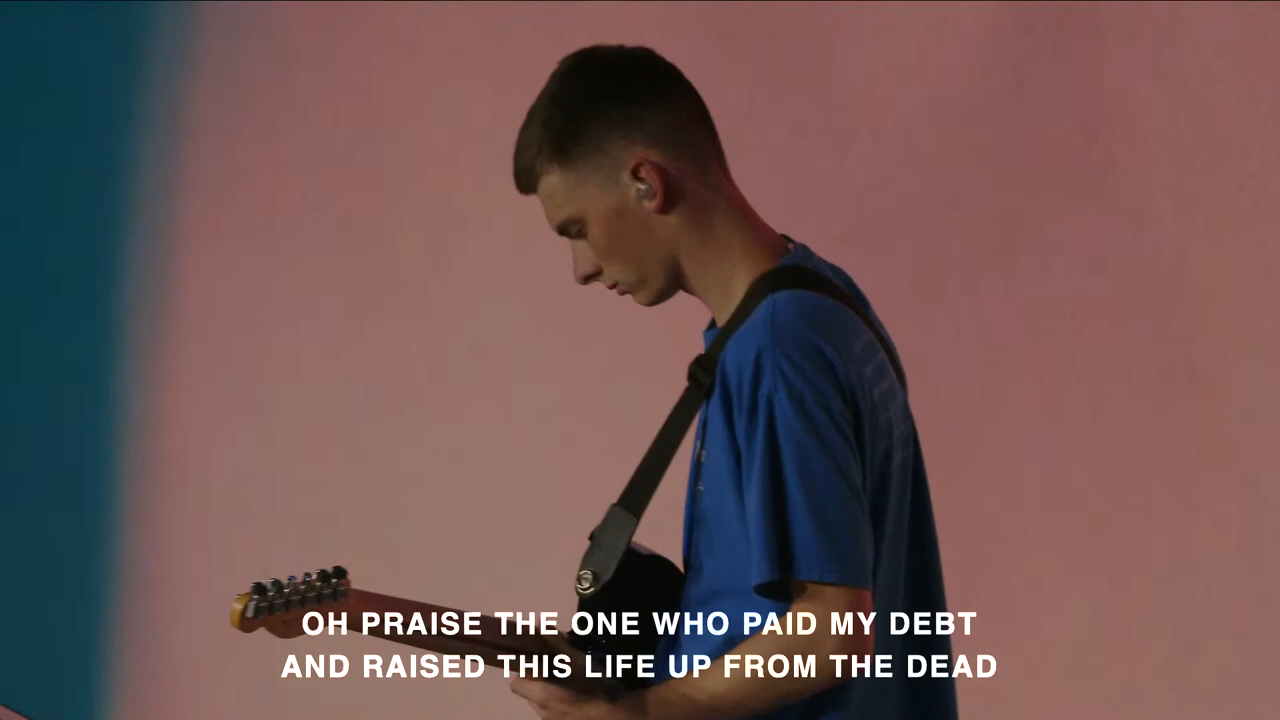 OH PRAISE THE ONE WHO PAID MY DEBT
AND RAISED THIS LIFE UP FROM THE DEAD